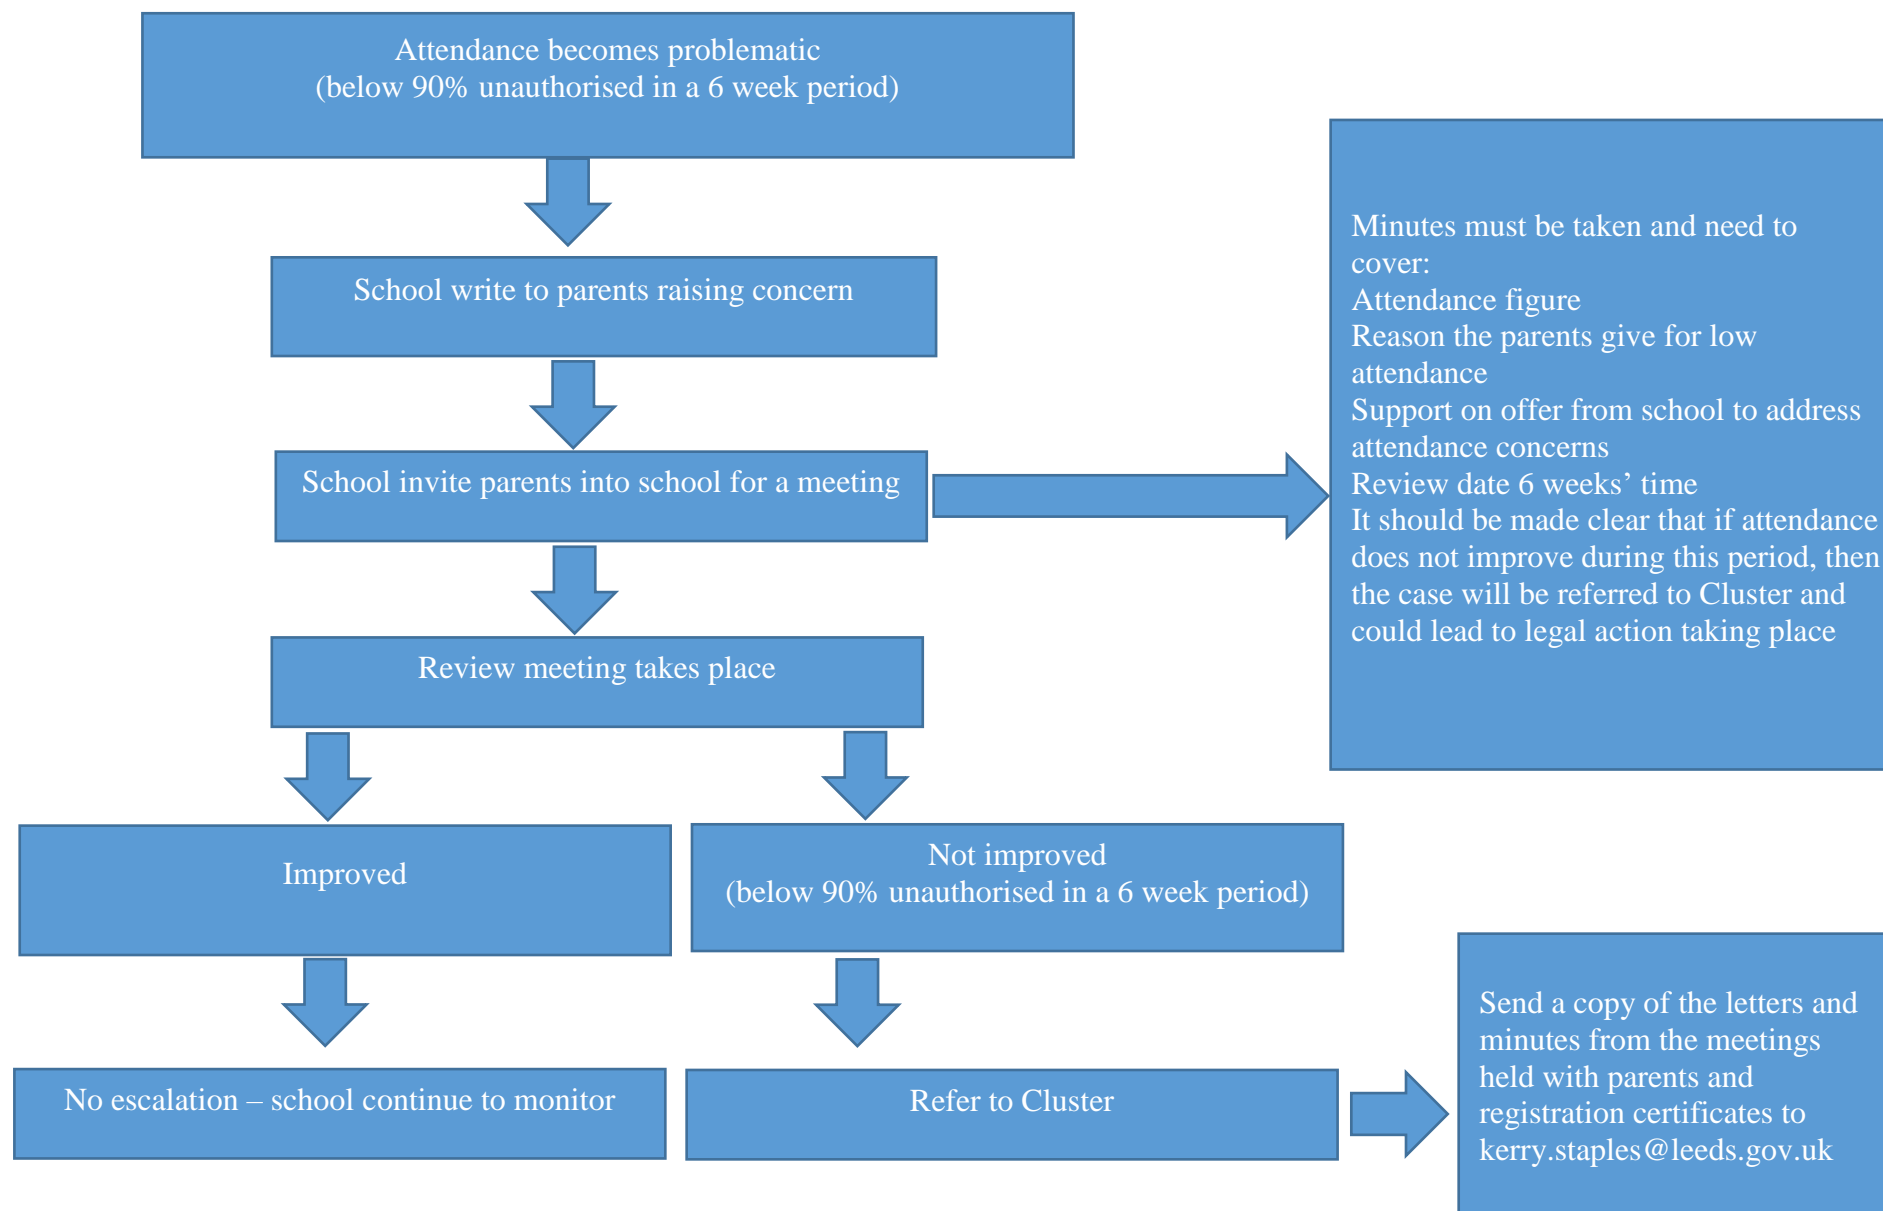 Attendance becomes problematic
(below 90% unauthorised in a 6 week period)
School write to parents raising concern
School invite parents into school for a meeting
Minutes must be taken and need to
cover:
Attendance figure
Reason the parents give for low
attendance
Support on offer from school to address
attendance concerns
Review date 6 weeks’ time
It should be made clear that if attendance
does not improve during this period, then
the case will be referred to Cluster and
could lead to legal action taking place
Review meeting takes place
Improved
Not improved
(below 90% unauthorised in a 6 week period)
No escalation – school continue to monitor
Refer to Cluster
Send a copy of the letters and
minutes from the meetings
held with parents and
registration certificates to
kerry.staples@leeds.gov.uk